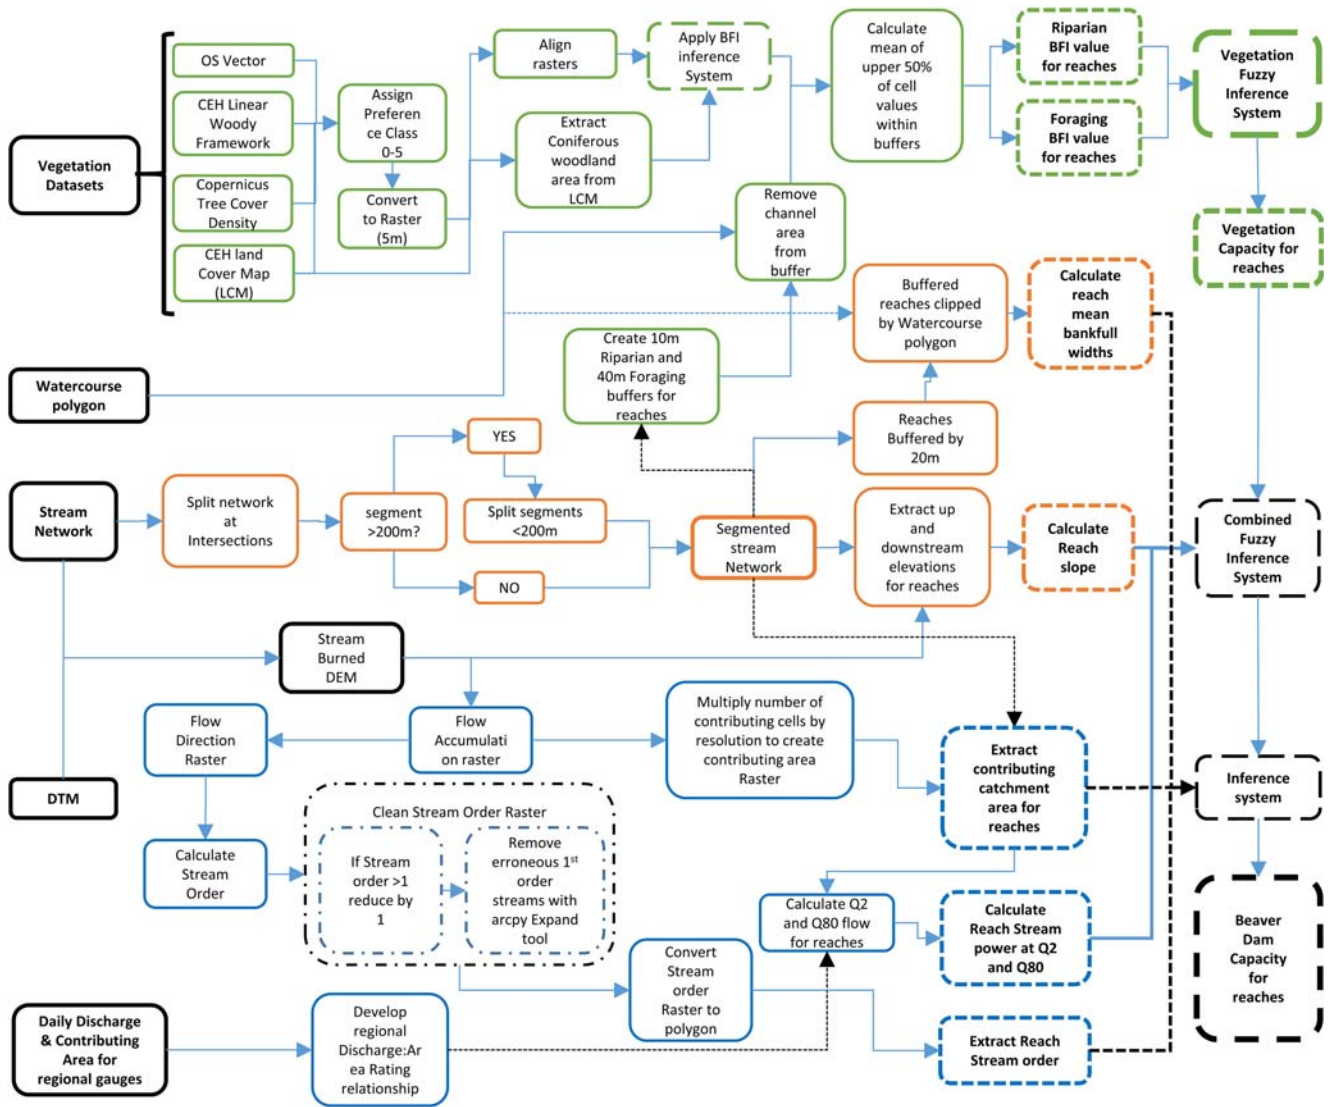 Vegetation
Datasets
OS Vector
CEH Linear
Woody
Framework
Copernicus
Tree Cover
Density
CEH land
Cover Map
(LCM)
Assign
Preferen
ce Class
0-5
Convert
to Raster
(5m)
Align
rasters
Extract
Coniferous
woodland
area from
LCM
Apply BFI
inference
System
Calculate
mean of
upper 50%
of cell
values
within
buffers
Riparian
BFI value
for reaches
Foraging
BFI value
for reaches
Vegetation
Fuzzy
Inference
System
Vegetation
Capacity for
reaches
Remove
channel
area
from
buffer
Watercourse
polygon
Create 10m
Riparian and
40m Foraging
buffers for
reaches
Buffered
reaches clipped
by Watercourse
polygon
Calculate
reach
mean
bankfull
widths
Reaches
Buffered by
20m
Stream
Network
Split network
at
Intersections
segment
>200m?
YES
Split segments
<200m
NO
Segmented
stream
Network
Extract up
and
downstream
elevations
for reaches
Calculate
Reach
slope
Combined
Fuzzy
Inference
System
Stream
Burned
DEM
DTM
Flow
Direction
Raster
Flow
Accumulati
on raster
Multiply number of
contributing cells by
resolution to create
contributing area
Raster
Extract
contributing
catchment
area for
reaches
Inference
system
Calculate
Stream
Order
Clean Stream Order Raster
If Stream
order >1
reduce by
1
Remove
erroneous 1st
order
streams with
arcpy Expand
tool
Calculate Q2
and Q80 flow
for reaches
Calculate
Reach Stream
power at Q2
and Q80
Beaver
Dam
Capacity
for
reaches
Convert
Stream
order
Raster to
polygon
Extract Reach
Stream order
Daily Discharge
& Contributing
Area for
regional gauges
Develop
regional
Discharge:Ar
ea Rating
relationship